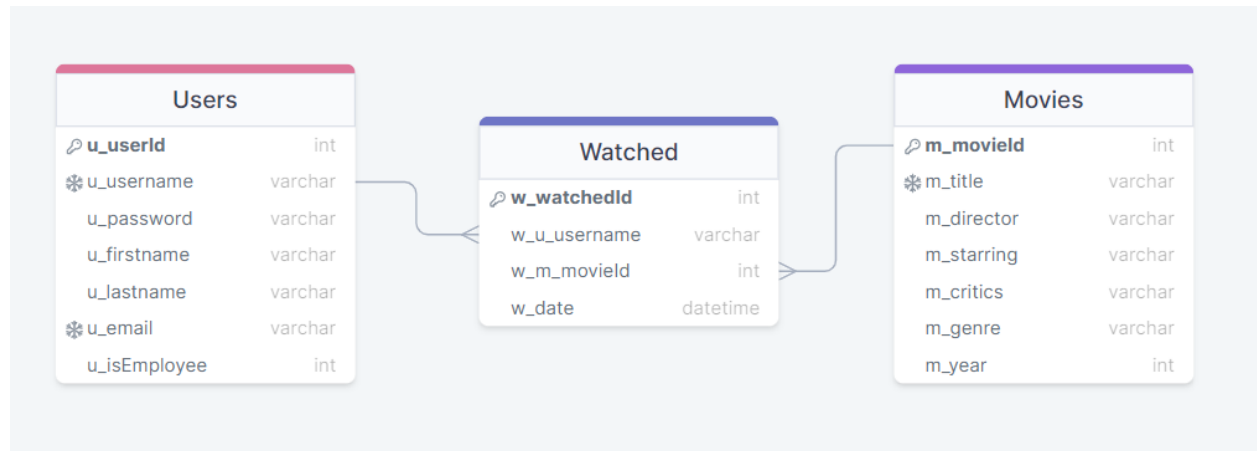 Users
u_userId int
u_username varchar
u_password varchar
u_firstname varchar
u_lastname varchar
u_email varchar
u_isEmployee int
Watched
w_watchedId int
w_u_username varchar
w_m_movieId int
w_date datetime
Movies
m_movieId int
m_title varchar
m_director varchar
m_starring varchar
m_critics varchar
m_genre varchar
m_year int